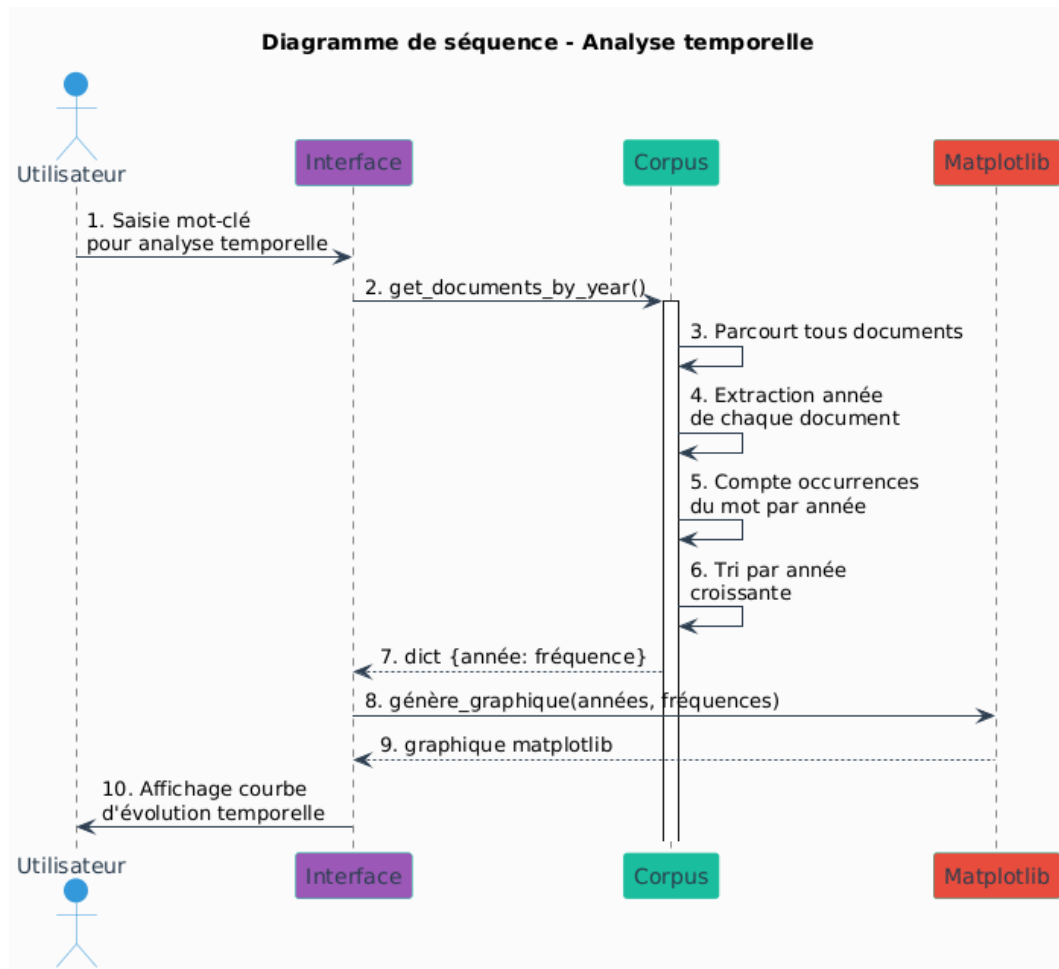 Diagramme de séquence - Analyse temporelle
Utilisateur
Interface
Corpus
Matplotlib
1. Saisie mot-clé
pour analyse temporelle
2. get_documents_by_year()
3. Parcourt tous documents
4. Extraction année
de chaque document
5. Compte occurrences
du mot par année
6. Tri par année
croissante
7. dict {année: fréquence}
8. génère_graphique(années, fréquences)
9. graphique matplotlib
10. Affichage courbe
d'évolution temporelle
Utilisateur
Interface
Corpus
Matplotlib